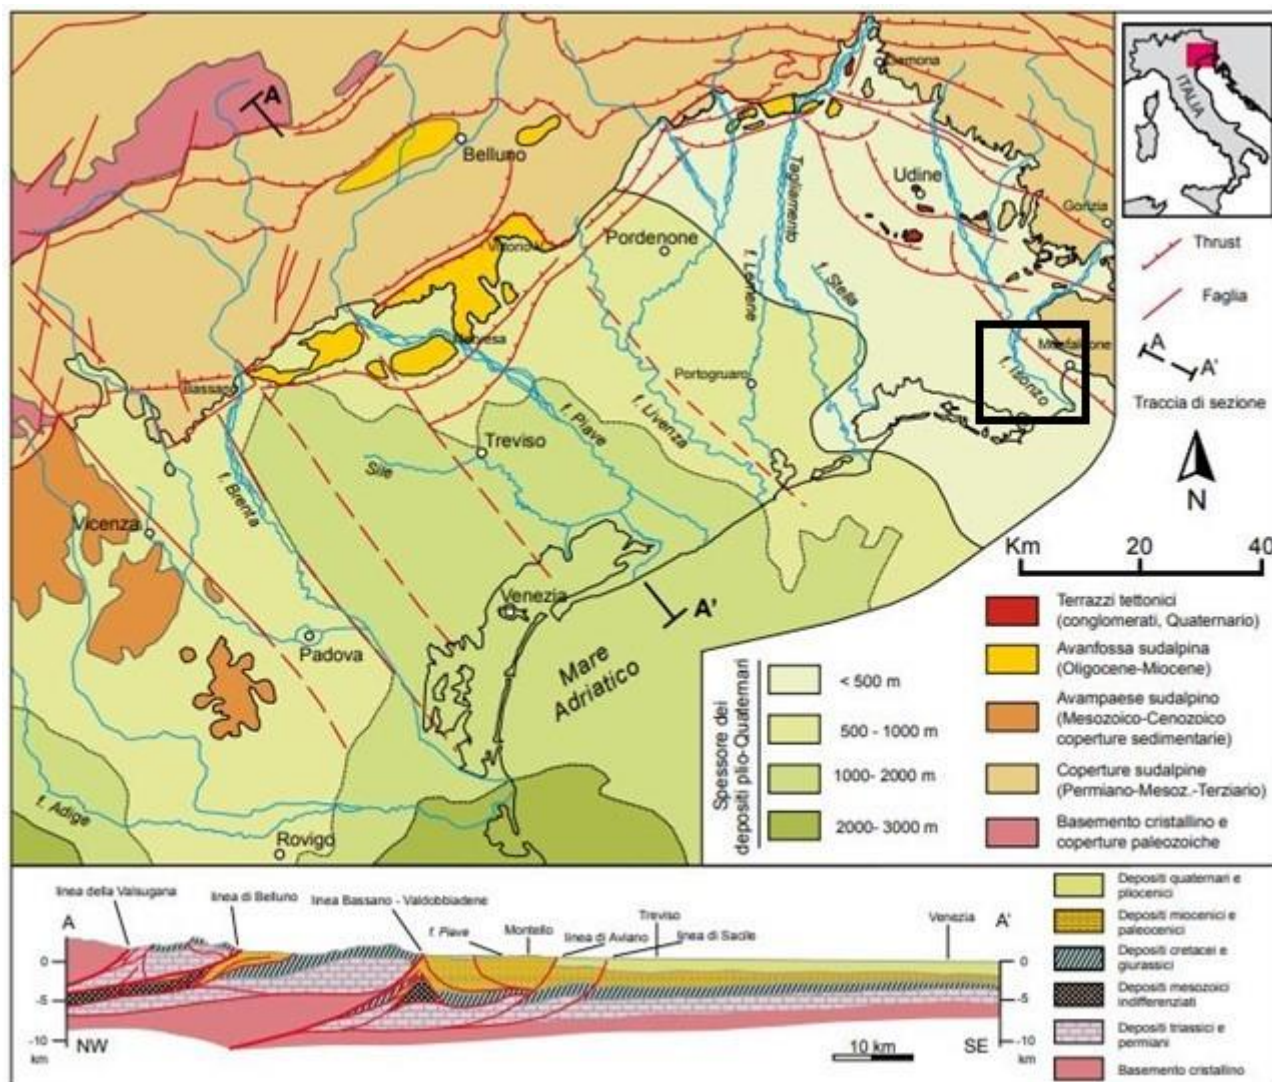 A
Gemona
ITALIA
Belluno
Udine
Tagliamento
Gorizia
Thrust
Vittorio V.
Pordenone
f. Lemene
f. Stella
Faglia
Monfalcone
A
A'
Traccia di sezione
Bassano
Portogruaro
f. Isonzo
f. Livenza
f. Piave
Treviso
Sile
N
f. Brenta
Vicenza
Km 20 40
Venezia
A'
Padova
Mare
Adriatico
f. Adige
Rovigo
Spessore dei
depositi plio-Quaternari
< 500 m
500 - 1000 m
1000- 2000 m
2000- 3000 m
Terrazzi tettonici
(conglomerati, Quaternario)
Avanfossa sudalpina
(Oligocene-Miocene)
Avampaese sudalpino
(Mesozoico-Cenozoico
coperture sedimentarie)
Coperture sudalpine
(Permiano-Mesoz.-Terziario)
Basemento cristallino e
coperture paleozoiche
linea della Valsugana
linea di Belluno
linea Bassano - Valdobbiadene
f. Piave
Montello
linea di Aviano
Treviso
linea di Sacile
Venezia
A
A'
0
-5
-10
km
NW
0
-5
-10
km
SE
10 km
Depositi quaternari e
pliocenici
Depositi miocenici e
paleocenici
Depositi cretacei e
giurassici
Depositi mesozoici
indifferenziati
Depositi triassici e
permiani
Basemento cristallino